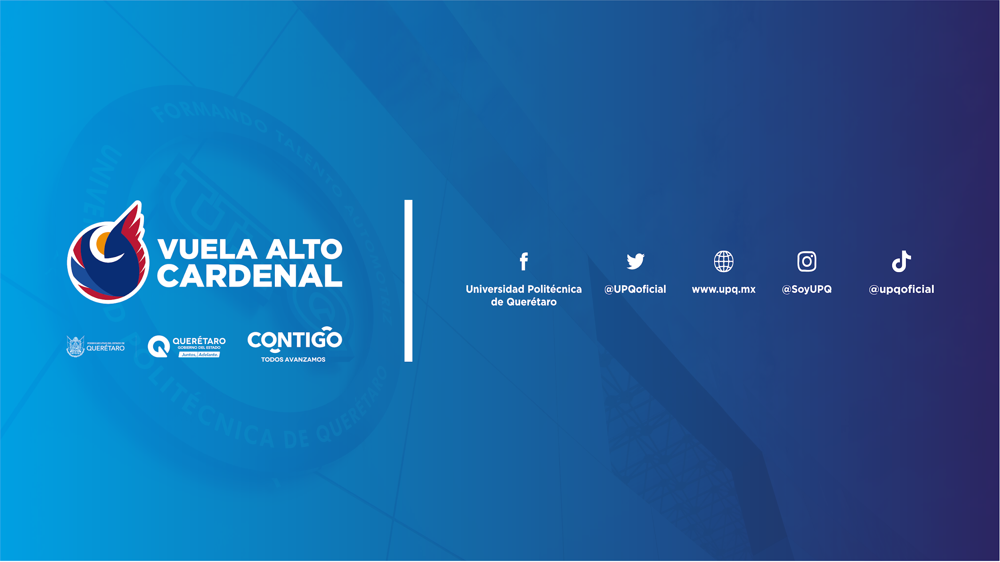 FORMANDO TALENTO AUTOMOTRIZ
POLITÉCNICA DE QUERÉTARO
VUELA ALTO
CARDENAL
PODER EJECUTIVO DEL ESTADO DE
QUERÉTARO
QUERÉTARO
GOBIERNO DEL ESTADO
Juntos, Adelante.
CONTIGO
TODOS AVANZAMOS
Universidad Politécnica
de Querétaro
@UPQoficial
www.upq.mx
@SoyUPQ
@upqoficial